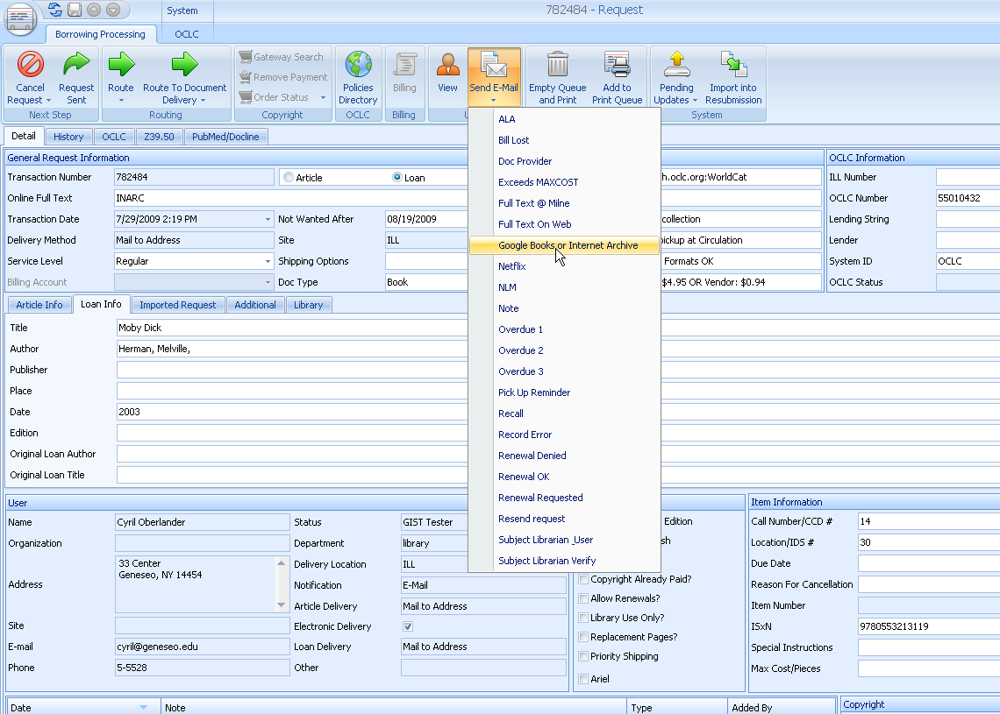 782484 - Request
System
Borrowing Processing
OCLC
Cancel Request
Request Sent
Next Step
Route
Route To Document Delivery
Routing
Gateway Search
Remove Payment
Order Status
Copyright
Policies Directory
OCLC
Billing
Billing
View
Send E-Mail
Empty Queue and Print
Add to Print Queue
Pending Updates
Import into Resubmission
System
Detail
History
OCLC
Z39.50
PubMed/Docline
ALA
Bill Lost
Doc Provider
Exceeds MAXCOST
Full Text @ Milne
Full Text On Web
Google Books or Internet Archive
Netflix
NLM
Note
Overdue 1
Overdue 2
Overdue 3
Pick Up Reminder
Recall
Record Error
Renewal Denied
Renewal OK
Renewal Requested
Resend request
Subject Librarian _User
Subject Librarian Verify
General Request Information
Transaction Number 782484 Article Loan h.oclc.org:WorldCat
Online Full Text INARC
Transaction Date 7/29/2009 2:19 PM Not Wanted After 08/19/2009 collection
Delivery Method Mail to Address Site ILL ickup at Circulation
Service Level Regular Shipping Options Formats OK
Billing Account Doc Type Book $4.95 OR Vendor: $0.94
OCLC Information
ILL Number
OCLC Number 55010432
Lending String
Lender
System ID OCLC
OCLC Status
Article Info
Loan Info
Imported Request
Additional
Library
Title Moby Dick
Author Herman, Melville,
Publisher
Place
Date 2003
Edition
Original Loan Author
Original Loan Title
User
Name Cyril Oberlander
Organization
Address 33 Center
Geneseo, NY 14454
Site
E-mail cyril@geneseo.edu
Phone 5-5528
Status GIST Tester
Department library
Delivery Location ILL
Notification E-Mail
Article Delivery Mail to Address
Electronic Delivery
Loan Delivery Mail to Address
Other
Edition
sh
Copyright Already Paid?
Allow Renewals?
Library Use Only?
Replacement Pages?
Priority Shipping
Ariel
Item Information
Call Number/CCD # 14
Location/IDS # 30
Due Date
Reason For Cancellation
Item Number
ISxN 9780553213119
Special Instructions
Max Cost/Pieces
Date Note Type Added By
Copyright